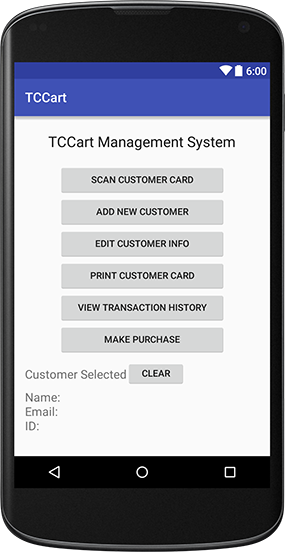 6:00
TCCart
TCCart Management System
SCAN CUSTOMER CARD
ADD NEW CUSTOMER
EDIT CUSTOMER INFO
PRINT CUSTOMER CARD
VIEW TRANSACTION HISTORY
MAKE PURCHASE
Customer Selected CLEAR
Name:
Email:
ID: